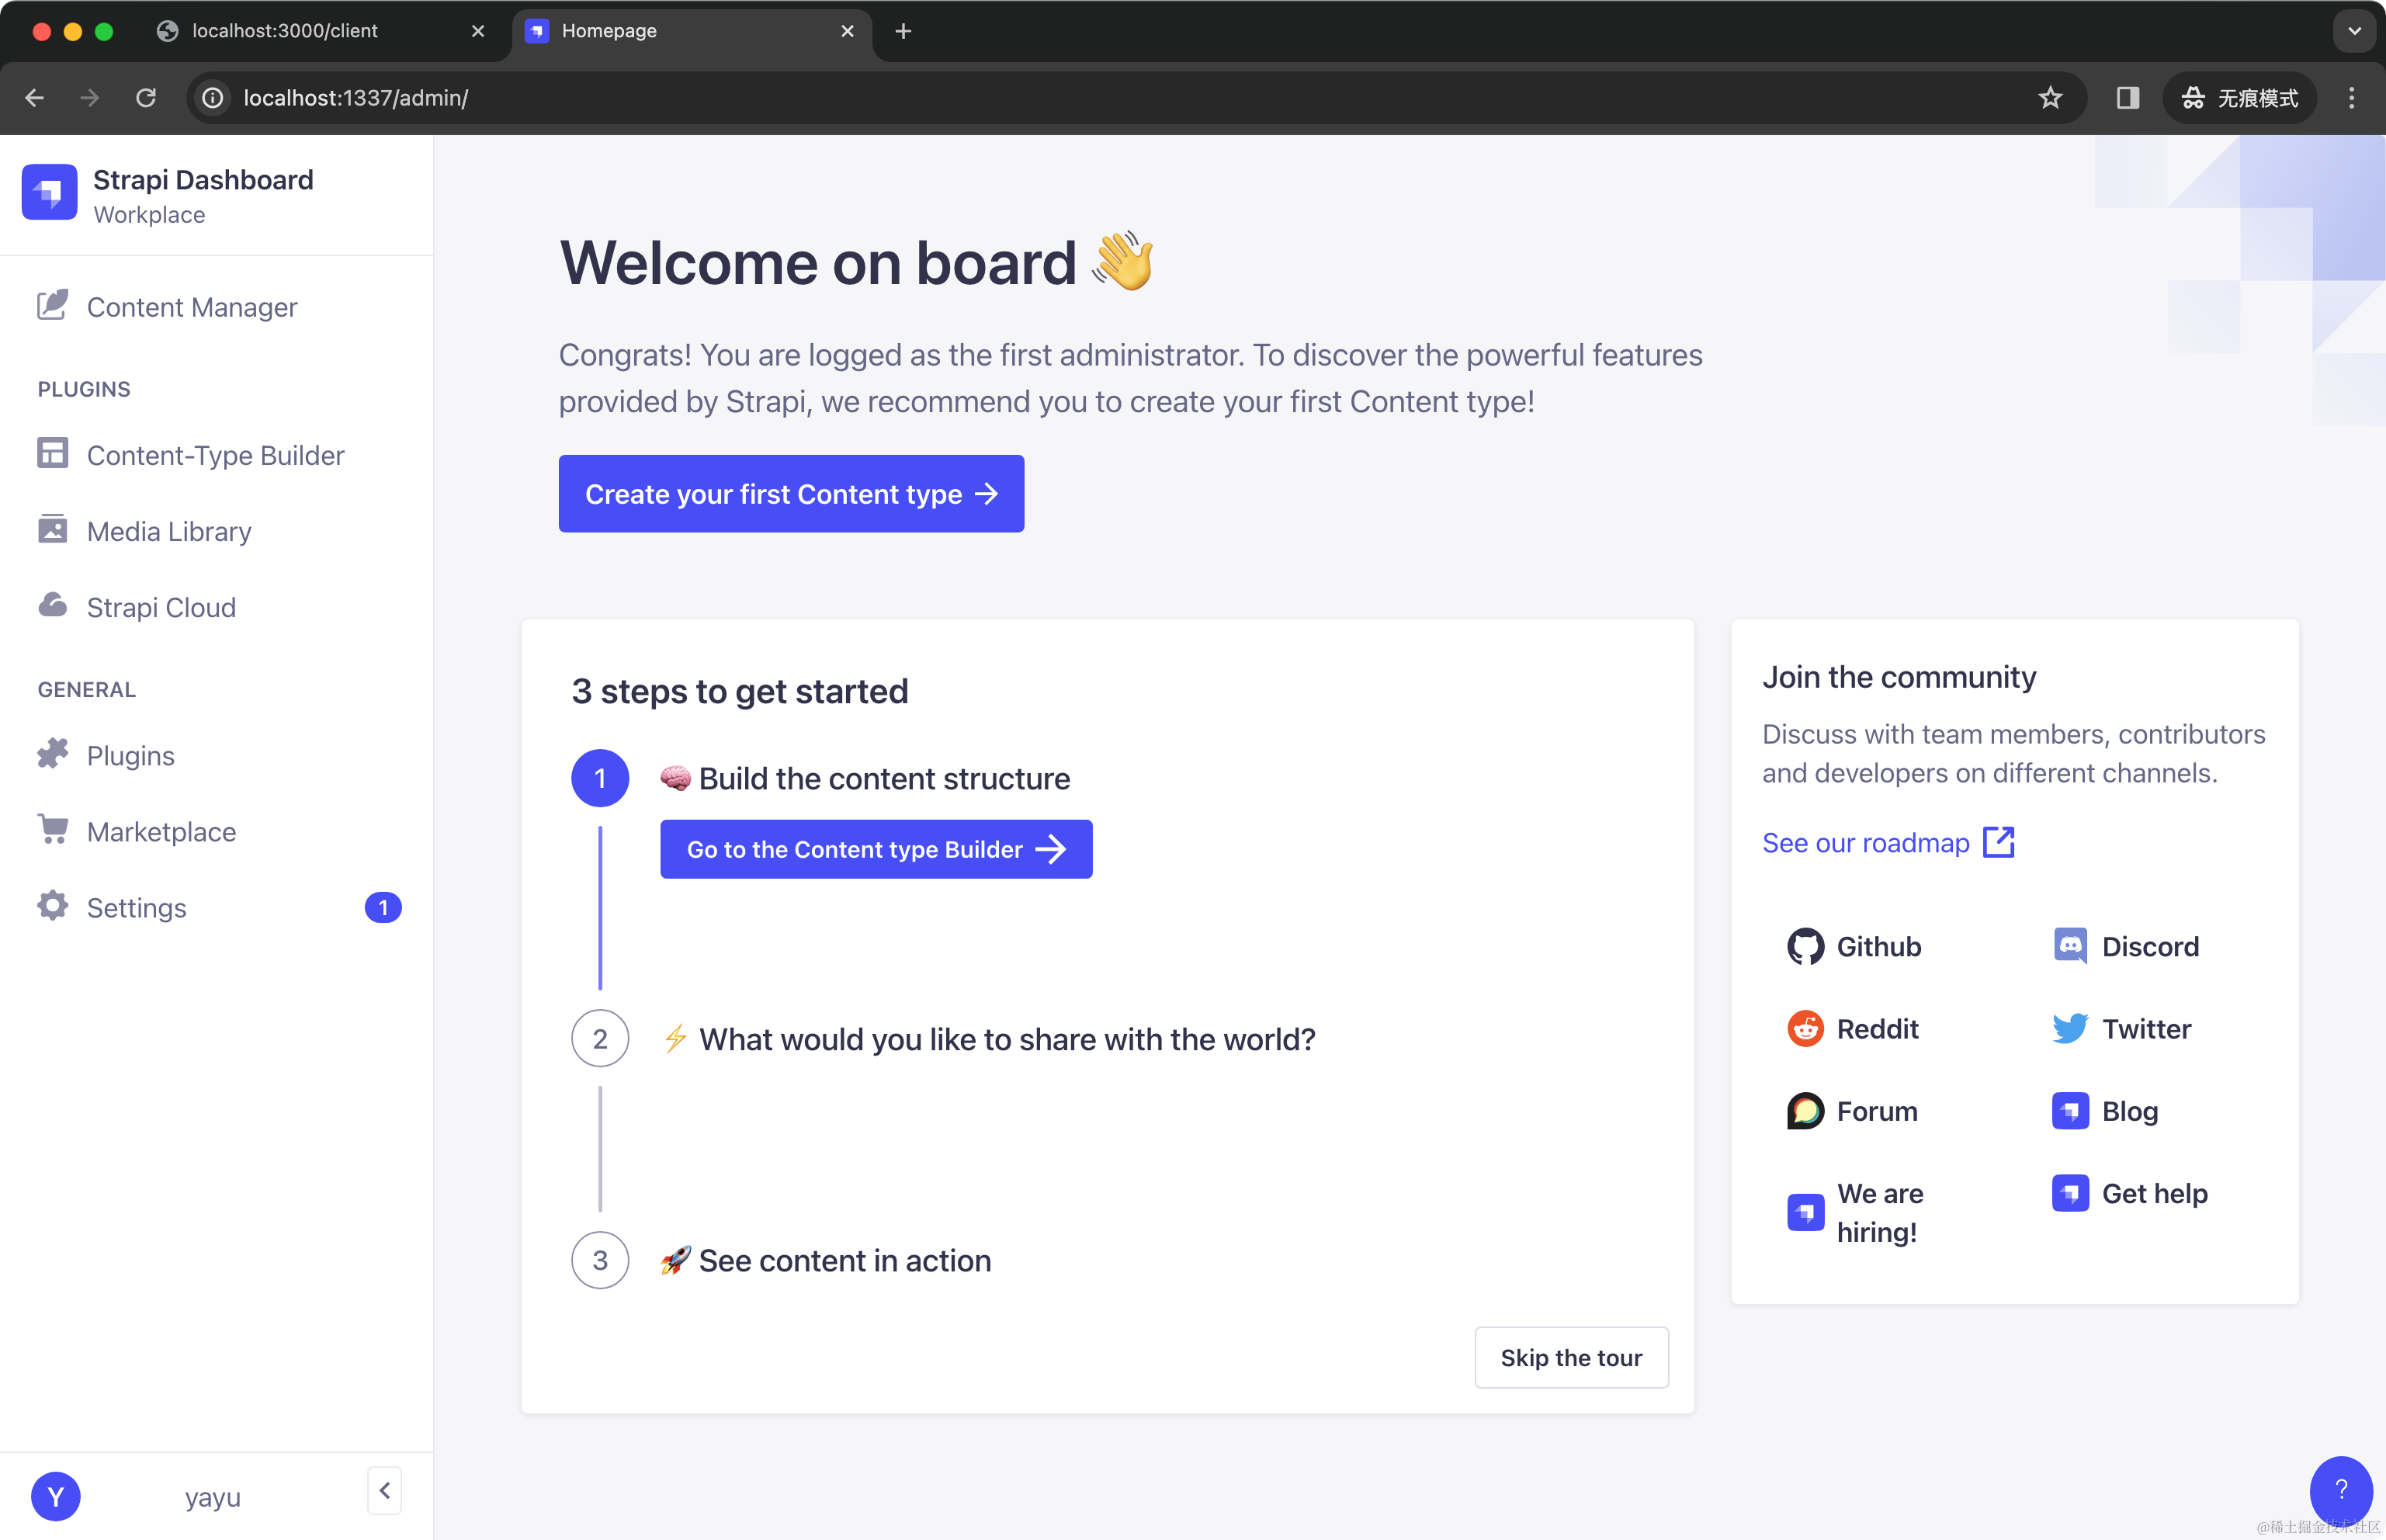 localhost:3000/client
Homepage
localhost:1337/admin/
无痕模式
Strapi Dashboard
Workplace
Content Manager
PLUGINS
Content-Type Builder
Media Library
Strapi Cloud
GENERAL
Plugins
Marketplace
Settings
1
Y
yayu
Welcome on board 👋
Congrats! You are logged as the first administrator. To discover the powerful features
provided by Strapi, we recommend you to create your first Content type!
Create your first Content type
3 steps to get started
1
🧠 Build the content structure
Go to the Content type Builder
2
⚡ What would you like to share with the world?
3
🚀 See content in action
Skip the tour
Join the community
Discuss with team members, contributors
and developers on different channels.
See our roadmap
Github
Discord
Reddit
Twitter
Forum
Blog
We are
hiring!
Get help
?
@稀土掘金技术社区